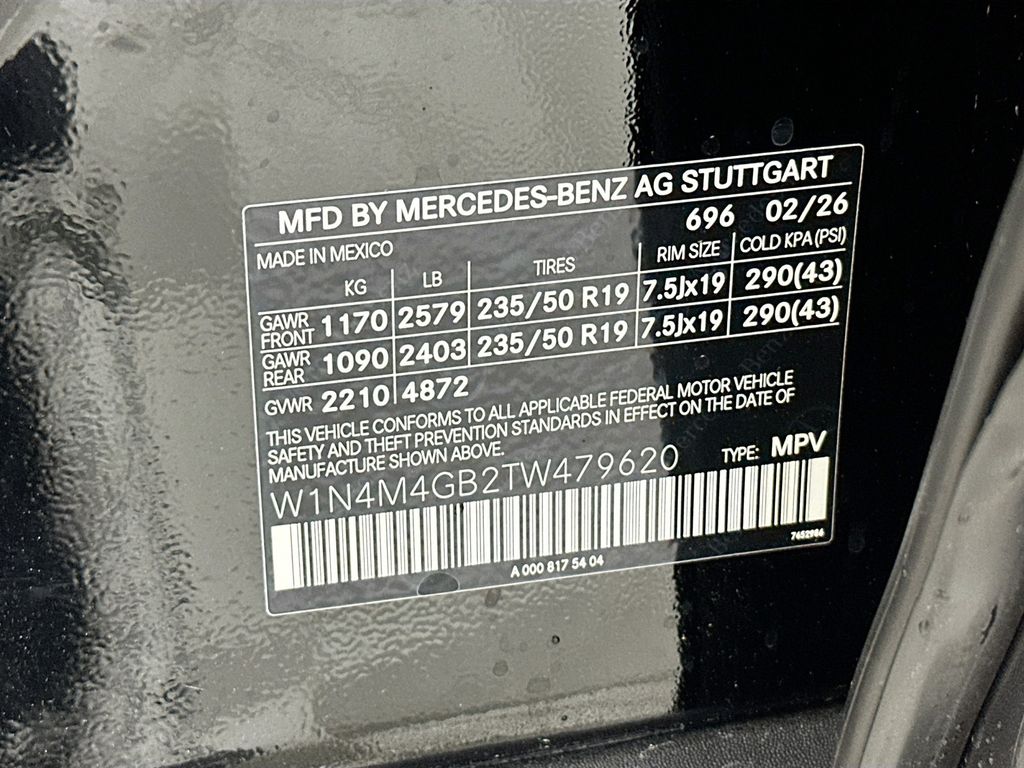 MFD BY MERCEDES-BENZ AG STUTTGART
MADE IN MEXICO 696 02/26
KG LB TIRES RIM SIZE COLD KPA (PSI)
GAWR FRONT 1170 2579 235/50 R19 7.5Jx19 290(43)
GAWR REAR 1090 2403 235/50 R19 7.5Jx19 290(43)
GVWR 2210 4872
THIS VEHICLE CONFORMS TO ALL APPLICABLE FEDERAL MOTOR VEHICLE
SAFETY AND THEFT PREVENTION STANDARDS IN EFFECT ON THE DATE OF
MANUFACTURE SHOWN ABOVE.
W1N4M4GB2TW479620 TYPE: MPV
7652986
A 000 817 54 04